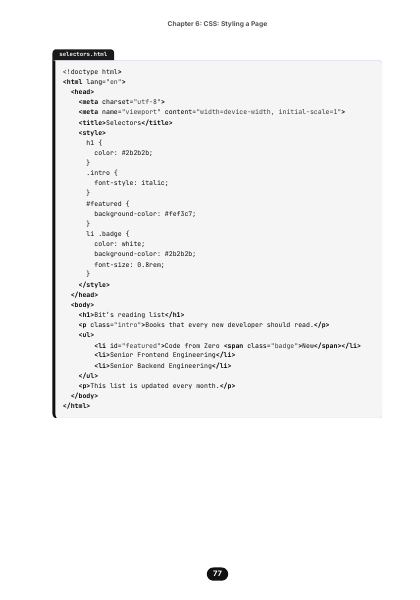 Chapter 6: CSS: Styling a Page
selectors.html
<!doctype html>
<html lang="en">
  <head>
    <meta charset="utf-8">
    <meta name="viewport" content="width=device-width, initial-scale=1">
    <title>Selectors</title>
    <style>
      h1 {
        color: #2b2b2b;
      }
      .intro {
        font-style: italic;
      }
      #featured {
        background-color: #fef3c7;
      }
      li .badge {
        color: white;
        background-color: #2b2b2b;
        font-size: 0.8rem;
      }
    </style>
  </head>
  <body>
    <h1>Bit's reading list</h1>
    <p class="intro">Books that every new developer should read.</p>
    <ul>
        <li id="featured">Code from Zero <span class="badge">New</span></li>
        <li>Senior Frontend Engineering</li>
        <li>Senior Backend Engineering</li>
    </ul>
    <p>This list is updated every month.</p>
  </body>
</html>
77